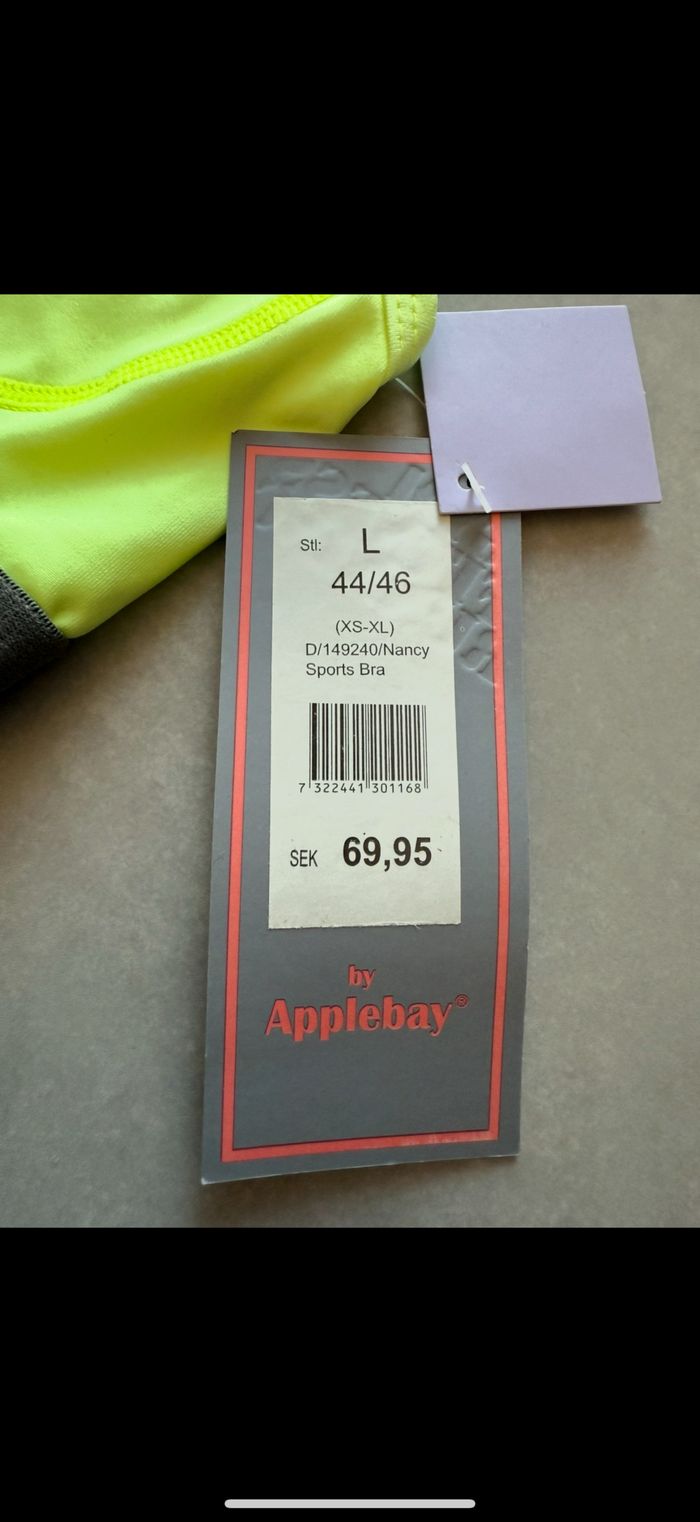 Stl: L
44/46
(XS-XL)
D/149240/Nancy
Sports Bra
7 322441 301168
SEK 69,95
by
Applebay®